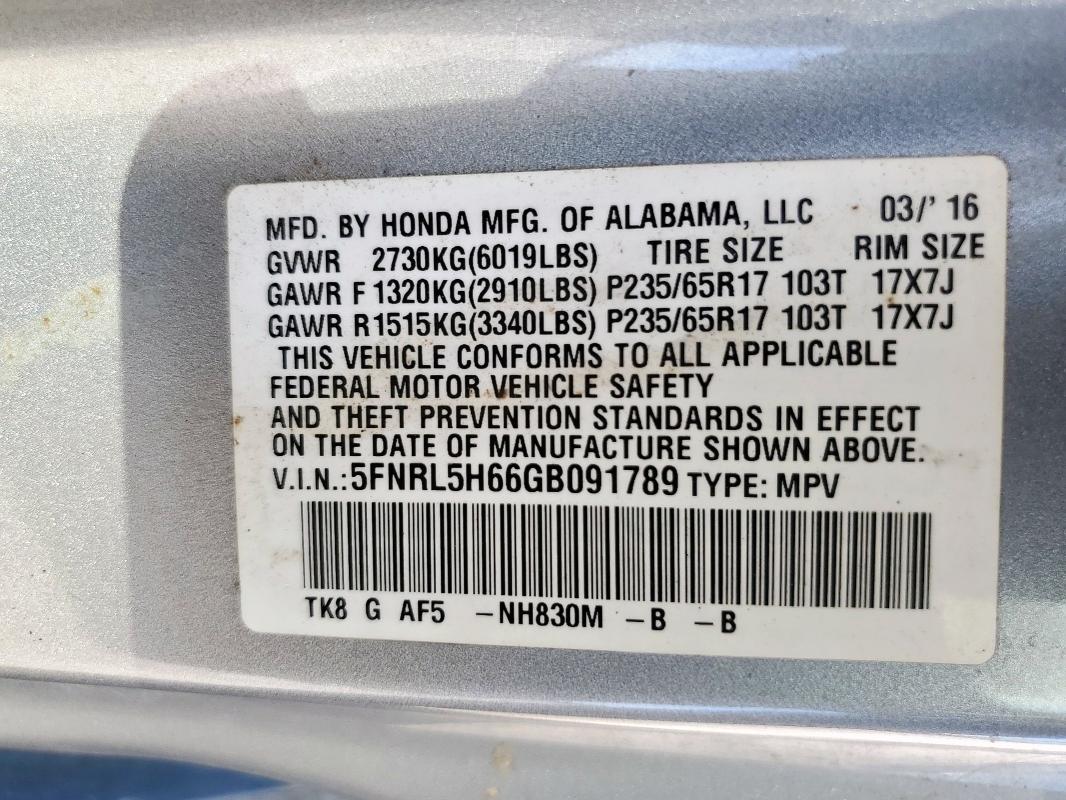 MFD. BY HONDA MFG. OF ALABAMA, LLC 03/' 16
GVWR 2730KG(6019LBS) TIRE SIZE RIM SIZE
GAWR F 1320KG(2910LBS) P235/65R17 103T 17X7J
GAWR R1515KG(3340LBS) P235/65R17 103T 17X7J
THIS VEHICLE CONFORMS TO ALL APPLICABLE
FEDERAL MOTOR VEHICLE SAFETY
AND THEFT PREVENTION STANDARDS IN EFFECT
ON THE DATE OF MANUFACTURE SHOWN ABOVE.
V.I.N.:5FNRL5H66GB091789 TYPE: MPV
TK8 G AF5 -NH830M -B -B